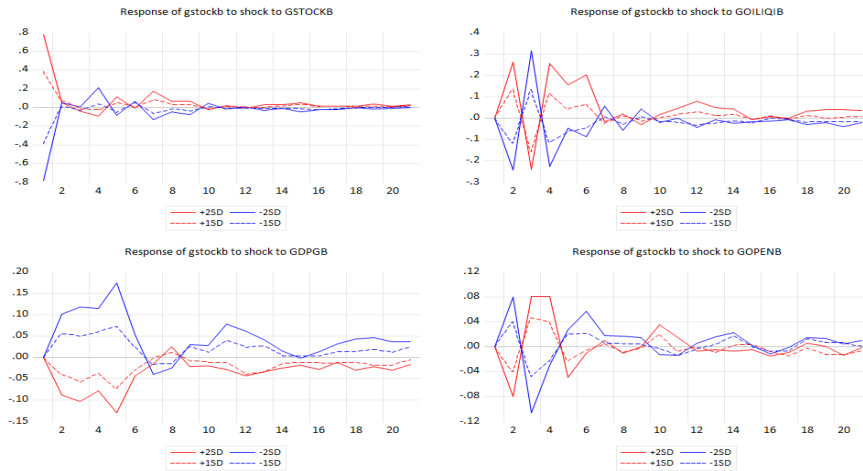 Response of gstockb to shock to GSTOCKB
.8
.6
.4
.2
.0
-.2
-.4
-.6
-.8
2 4 6 8 10 12 14 16 18 20
+2SD -2SD
+1SD -1SD
Response of gstockb to shock to GOILIQIB
.4
.3
.2
.1
.0
-.1
-.2
-.3
2 4 6 8 10 12 14 16 18 20
+2SD -2SD
+1SD -1SD
Response of gstockb to shock to GDPGB
.20
.15
.10
.05
.00
-.05
-.10
-.15
2 4 6 8 10 12 14 16 18 20
+2SD -2SD
+1SD -1SD
Response of gstockb to shock to GOPENB
.12
.08
.04
.00
-.04
-.08
-.12
2 4 6 8 10 12 14 16 18 20
+2SD -2SD
+1SD -1SD